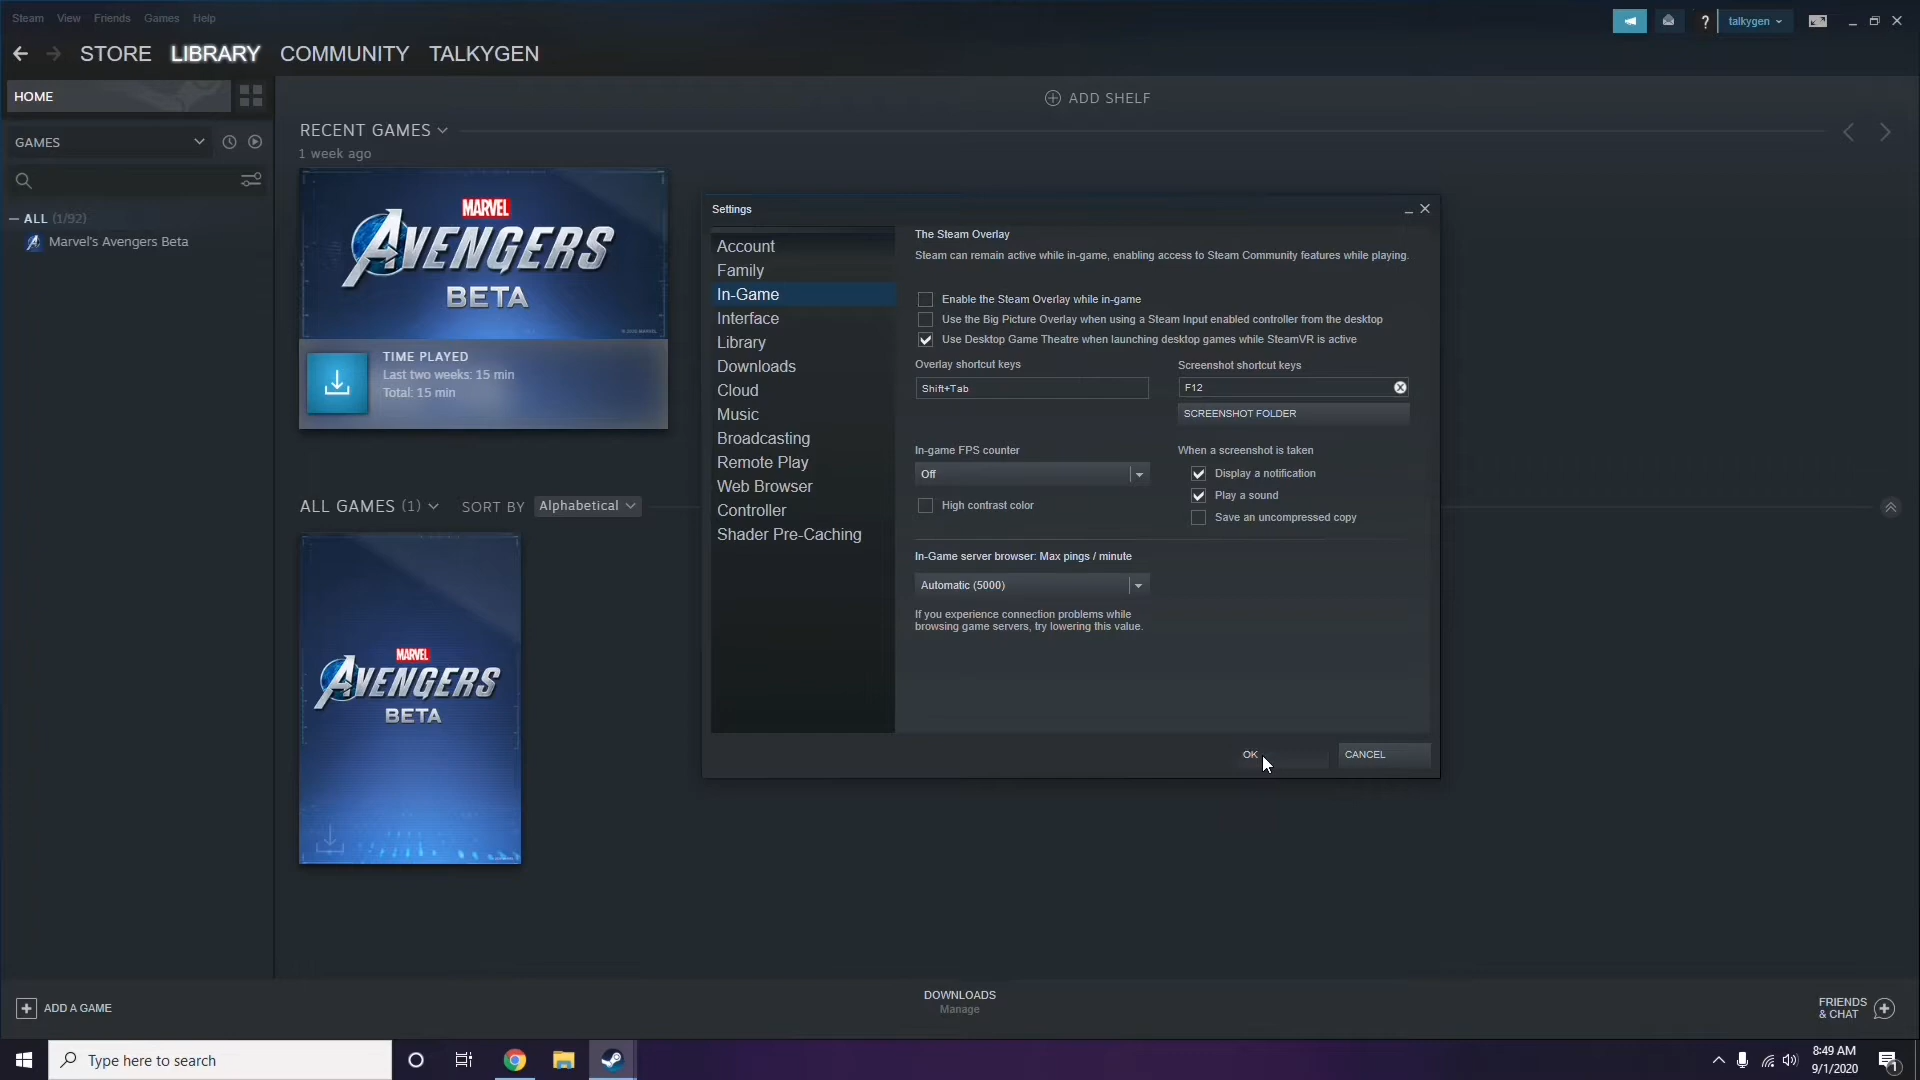 Steam View Friends Games Help
talkygen
STORE LIBRARY COMMUNITY TALKYGEN
HOME
ADD SHELF
GAMES
RECENT GAMES
1 week ago
ALL (1/92)
Marvel's Avengers Beta
MARVEL
AVENGERS
BETA
TIME PLAYED
Last two weeks: 15 min
Total: 15 min
ALL GAMES (1) SORT BY Alphabetical
MARVEL
AVENGERS
BETA
Settings
Account
Family
In-Game
Interface
Library
Downloads
Cloud
Music
Broadcasting
Remote Play
Web Browser
Controller
Shader Pre-Caching
The Steam Overlay
Steam can remain active while in-game, enabling access to Steam Community features while playing.
Enable the Steam Overlay while in-game
Use the Big Picture Overlay when using a Steam Input enabled controller from the desktop
Use Desktop Game Theatre when launching desktop games while SteamVR is active
Overlay shortcut keys
Shift+Tab
Screenshot shortcut keys
F12
SCREENSHOT FOLDER
In-game FPS counter
Off
High contrast color
When a screenshot is taken
Display a notification
Play a sound
Save an uncompressed copy
In-Game server browser: Max pings / minute
Automatic (5000)
If you experience connection problems while
browsing game servers, try lowering this value.
OK
CANCEL
ADD A GAME
DOWNLOADS
Manage
FRIENDS
& CHAT
Type here to search
8:49 AM
9/1/2020
1